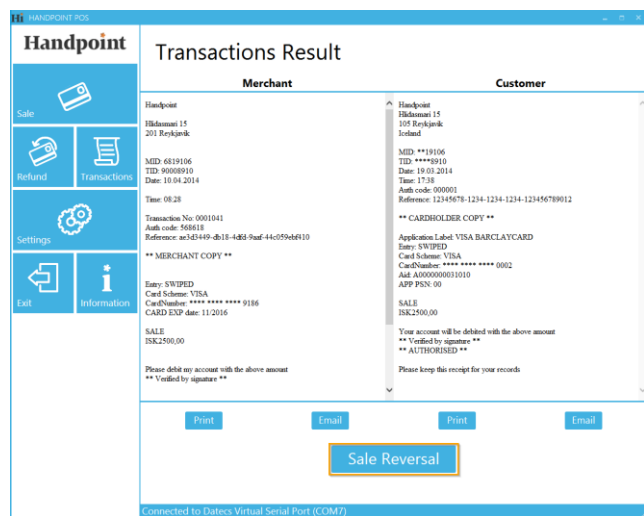 Hi HANDPOINT POS
Handpoint
Sale
Refund
Transactions
Settings
Exit
Information
Transactions Result
Merchant
Handpoint
Hlidasmari 15
201 Reykjavik
MID: 6819106
TID: 90008910
Date: 10.04.2014
Time: 08:28
Transaction No: 0001041
Auth code: 568618
Reference: ae3d3449-db18-4dfd-9aaf-44c059ebf410
** MERCHANT COPY **
Entry: SWIPED
Card Scheme: VISA
CardNumber: **** **** **** 9186
CARD EXP date: 11/2016
SALE
ISK2500,00
Please debit my account with the above amount
** Verified by signature **
Customer
Handpoint
Hlidasmari 15
105 Reykjavik
Iceland
MID: **19106
TID: ****8910
Date: 19.03.2014
Time: 17:38
Auth code: 000001
Reference: 12345678-1234-1234-1234-123456789012
** CARDHOLDER COPY **
Application Label: VISA BARCLAYCARD
Entry: SWIPED
Card Scheme: VISA
CardNumber: **** **** **** 0002
Aid: A0000000031010
APP PSN: 00
SALE
ISK2500,00
Your account will be debited with the above amount
** Verified by signature **
** AUTHORISED **
Please keep this receipt for your records
Print
Email
Print
Email
Sale Reversal
Connected to Datecs Virtual Serial Port (COM7)